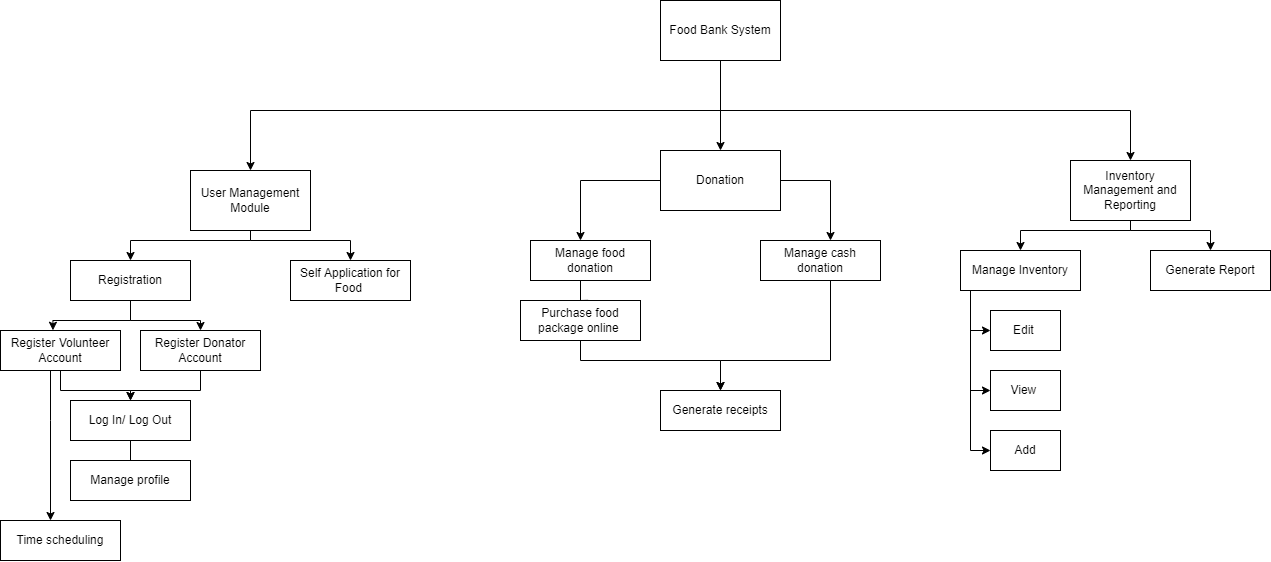 Food Bank System
User Management
Module
Donation
Inventory
Management and
Reporting
Registration
Self Application for
Food
Manage food
donation
Manage cash
donation
Manage Inventory
Generate Report
Register Volunteer
Account
Register Donator
Account
Purchase food
package online
Edit
Log In/ Log Out
Generate receipts
View
Manage profile
Add
Time scheduling